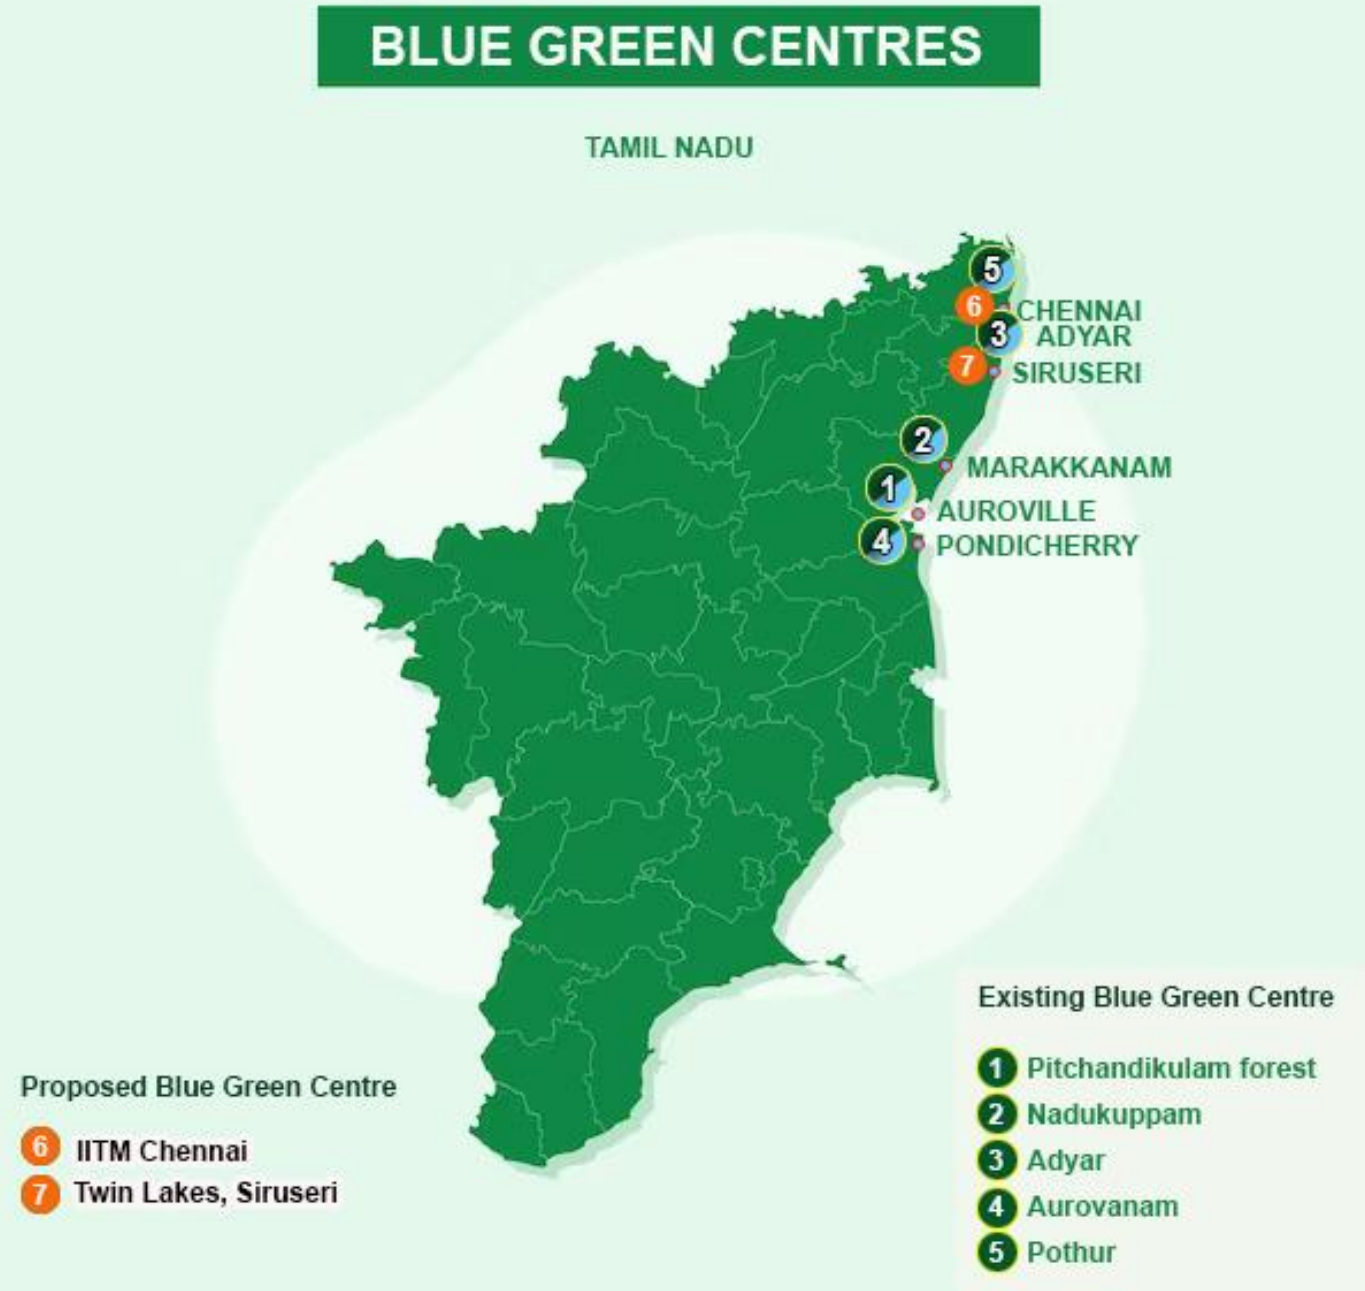 BLUE GREEN CENTRES
TAMIL NADU
5
6
CHENNAI
3
ADYAR
7
SIRUSERI
2
MARAKKANAM
1
AUROVILLE
4
PONDICHERRY
Proposed Blue Green Centre
6 IITM Chennai
7 Twin Lakes, Siruseri
Existing Blue Green Centre
1 Pitchandikulam forest
2 Nadukuppam
3 Adyar
4 Aurovanam
5 Pothur